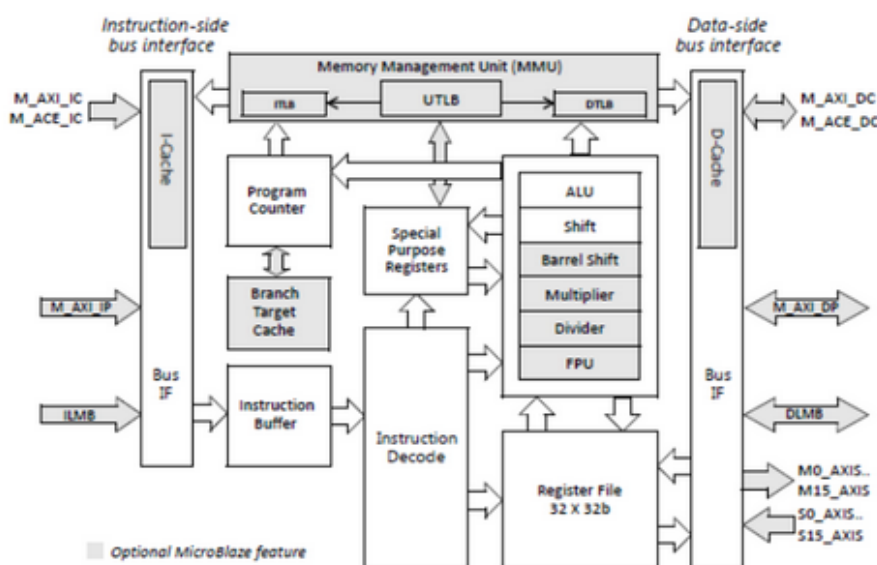 Instruction-side
bus interface
Data-side
bus interface
Memory Management Unit (MMU)
ITLB
UTLB
DTLB
M_AXI_IC
M_ACE_IC
I-Cache
M_AXI_DC
M_ACE_DC
D-Cache
Program
Counter
Special
Purpose
Registers
ALU
Shift
Barrel Shift
Multiplier
Divider
FPU
Branch
Target
Cache
M_AXI_IP
M_AXI_DP
Bus
IF
Bus
IF
ILMB
DLMB
Instruction
Buffer
Instruction
Decode
Register File
32 X 32b
M0_AXIS..
M15_AXIS
S0_AXIS..
S15_AXIS
Optional MicroBlaze feature